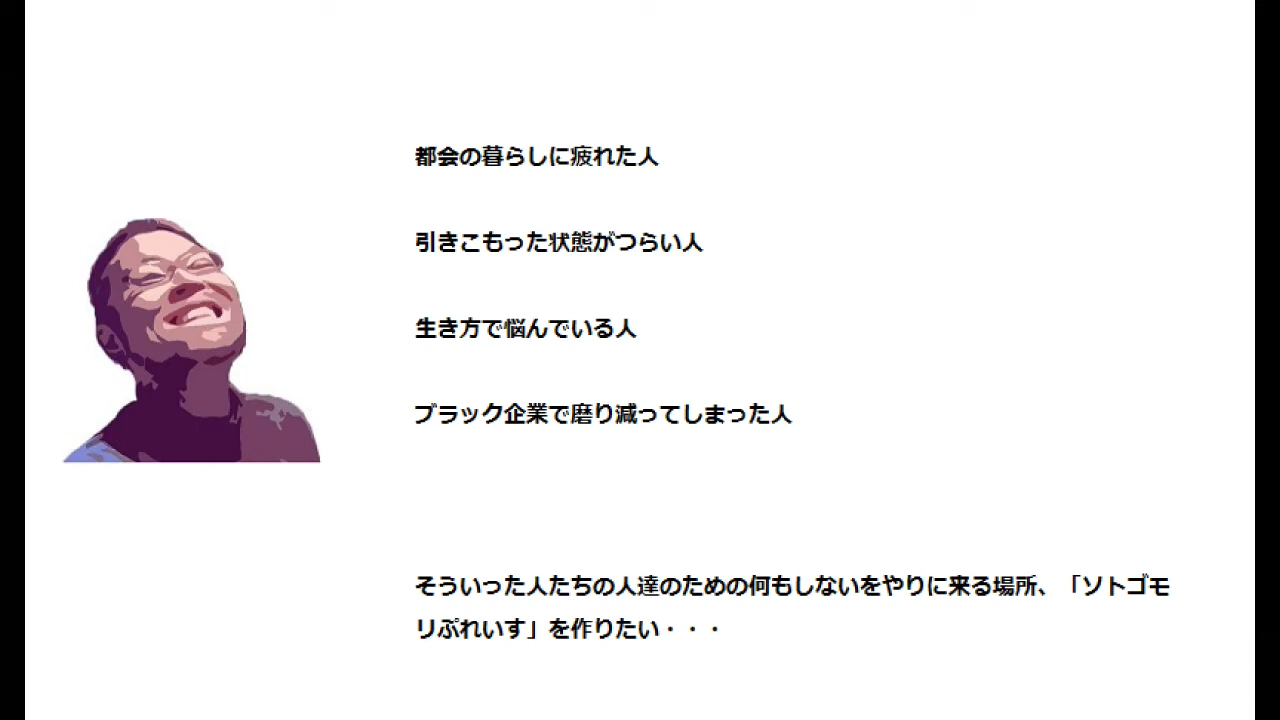 都会の暮らしに疲れた人
引きこもった状態がつらい人
生き方で悩んでいる人
ブラック企業で磨り減ってしまった人
そういった人たちの人達のための何もしないをやりに来る場所、「ソトゴモ
リぷれいす」を作りたい・・・